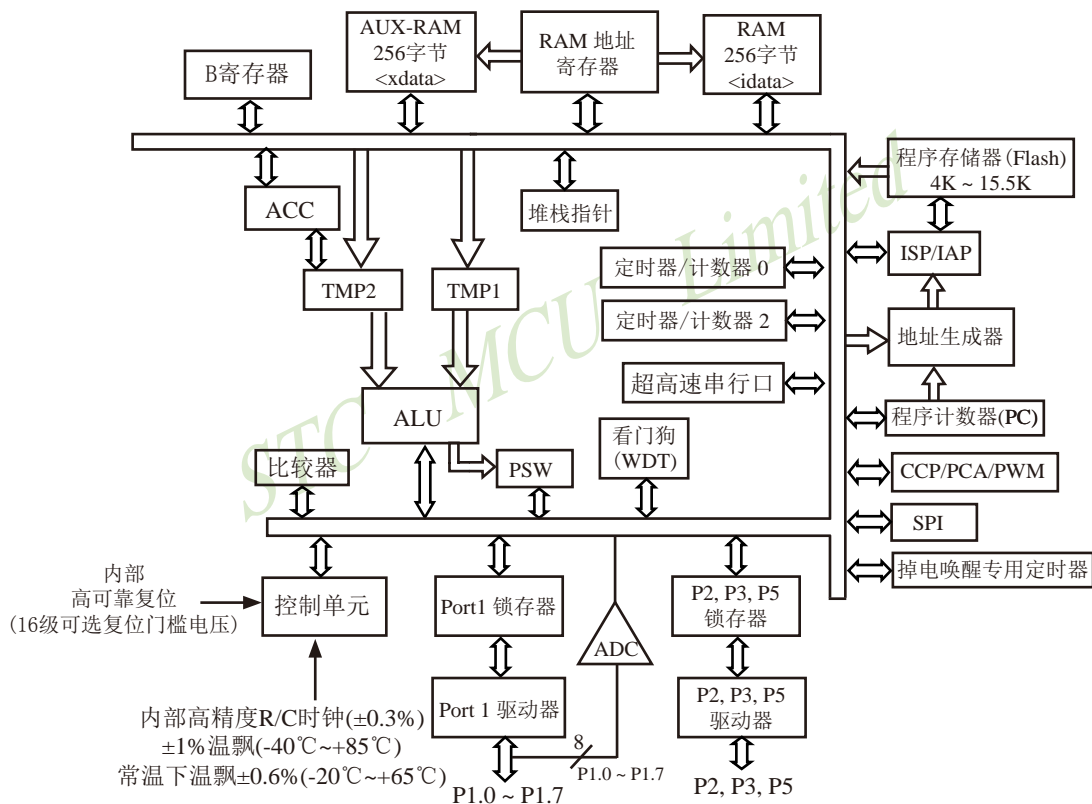 AUX-RAM
256字节
<xdata>
RAM 地址
寄存器
RAM
256字节
<idata>
B寄存器
程序存储器(Flash)
4K ~ 15.5K
ACC
堆栈指针
ISP/IAP
定时器/计数器 0
TMP2
TMP1
定时器/计数器 2
地址生成器
超高速串行口
ALU
程序计数器(PC)
看门狗
(WDT)
比较器
PSW
CCP/PCA/PWM
SPI
掉电唤醒专用定时器
内部
高可靠复位
(16级可选复位门槛电压)
控制单元
Port1 锁存器
ADC
P2, P3, P5
锁存器
Port 1 驱动器
P2, P3, P5
驱动器
内部高精度R/C时钟(±0.3%)
±1%温飘(-40℃~+85℃)
常温下温飘±0.6%(-20℃~+65℃)
8
P1.0 ~ P1.7
P1.0 ~ P1.7
P2, P3, P5
STC MCU Limited